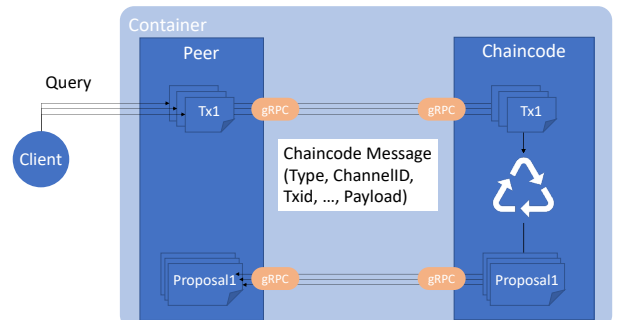 Container
Peer
Chaincode
Query
Tx1
gRPC
gRPC
Tx1
Client
Chaincode Message
(Type, ChannelID,
Txid, ..., Payload)
Proposal1
gRPC
gRPC
Proposal1